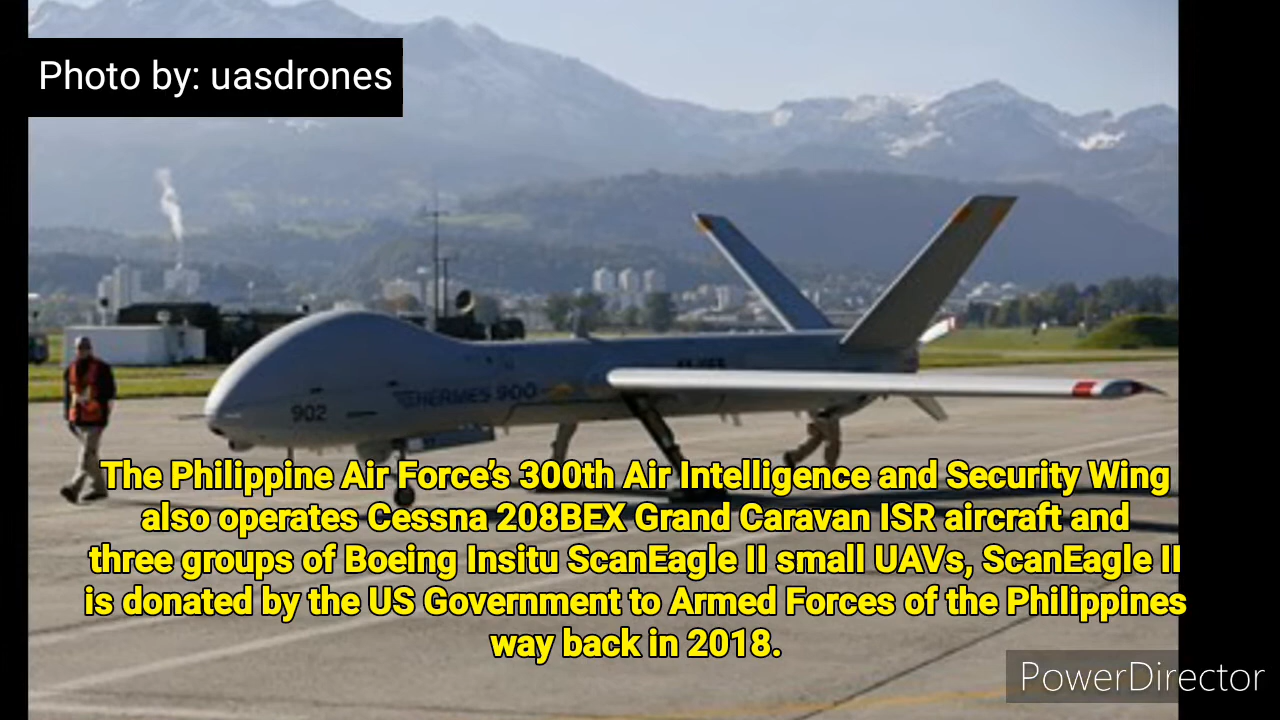 Photo by: uasdrones
HERMES 900
902
The Philippine Air Force’s 300th Air Intelligence and Security Wing
also operates Cessna 208BEX Grand Caravan ISR aircraft and
three groups of Boeing Insitu ScanEagle II small UAVs, ScanEagle II
is donated by the US Government to Armed Forces of the Philippines
way back in 2018.
PowerDirector